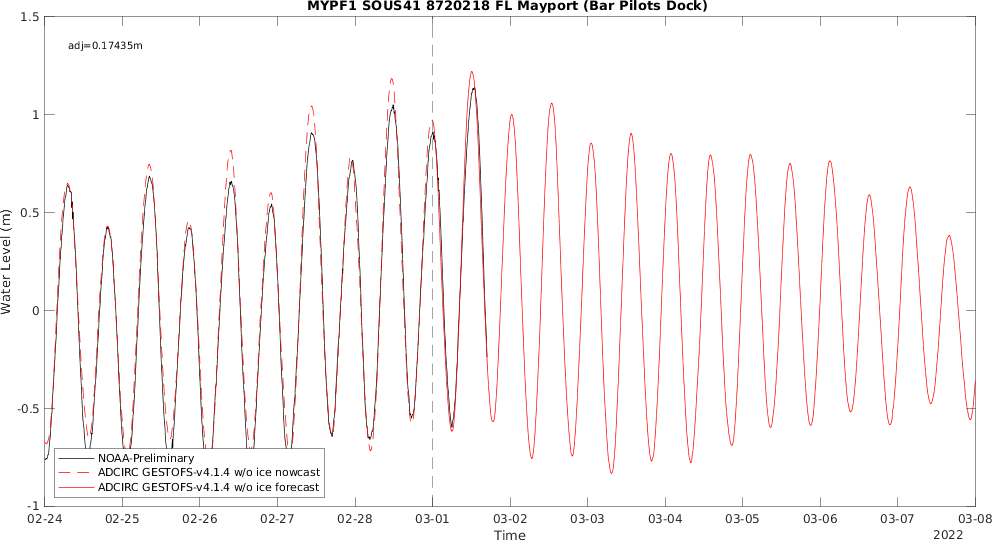 MYPF1 SOUS41 8720218 FL Mayport (Bar Pilots Dock)
1.5
adj=0.17435m
1
0.5
0
-0.5
-1
Water Level (m)
NOAA-Preliminary
ADCIRC GESTOFS-v4.1.4 w/o ice nowcast
ADCIRC GESTOFS-v4.1.4 w/o ice forecast
02-24 02-25 02-26 02-27 02-28 03-01 03-02 03-03 03-04 03-05 03-06 03-07 03-08
Time
2022